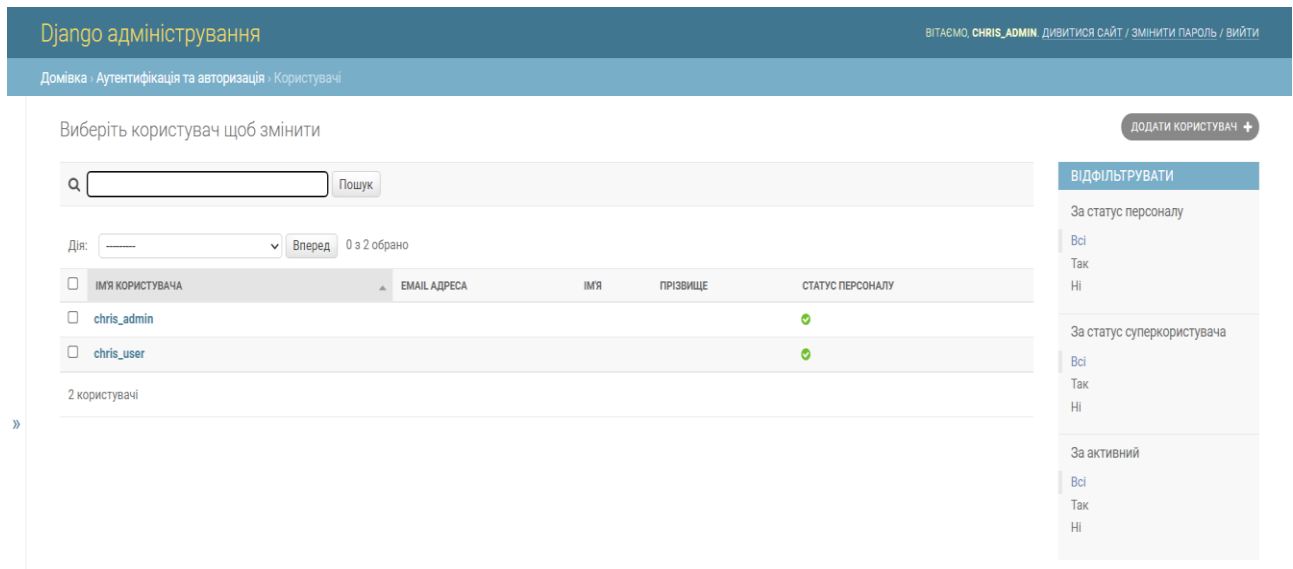 Django адміністрування
ВІТАЄМО, CHRIS_ADMIN. ДИВИТИСЯ САЙТ / ЗМІНИТИ ПАРОЛЬ / ВИЙТИ
Домівка › Аутентифікація та авторизація › Користувачі
Виберіть користувач щоб змінити
ДОДАТИ КОРИСТУВАЧ +
Пошук
Дія: --------- Вперед 0 з 2 обрано
ІМ'Я КОРИСТУВАЧА EMAIL АДРЕСА ІМ'Я ПРІЗВИЩЕ СТАТУС ПЕРСОНАЛУ
chris_admin
chris_user
2 користувачі
»
ВІДФІЛЬТРУВАТИ
За статус персоналу
Всі
Так
Ні
За статус суперкористувача
Всі
Так
Ні
За активний
Всі
Так
Ні